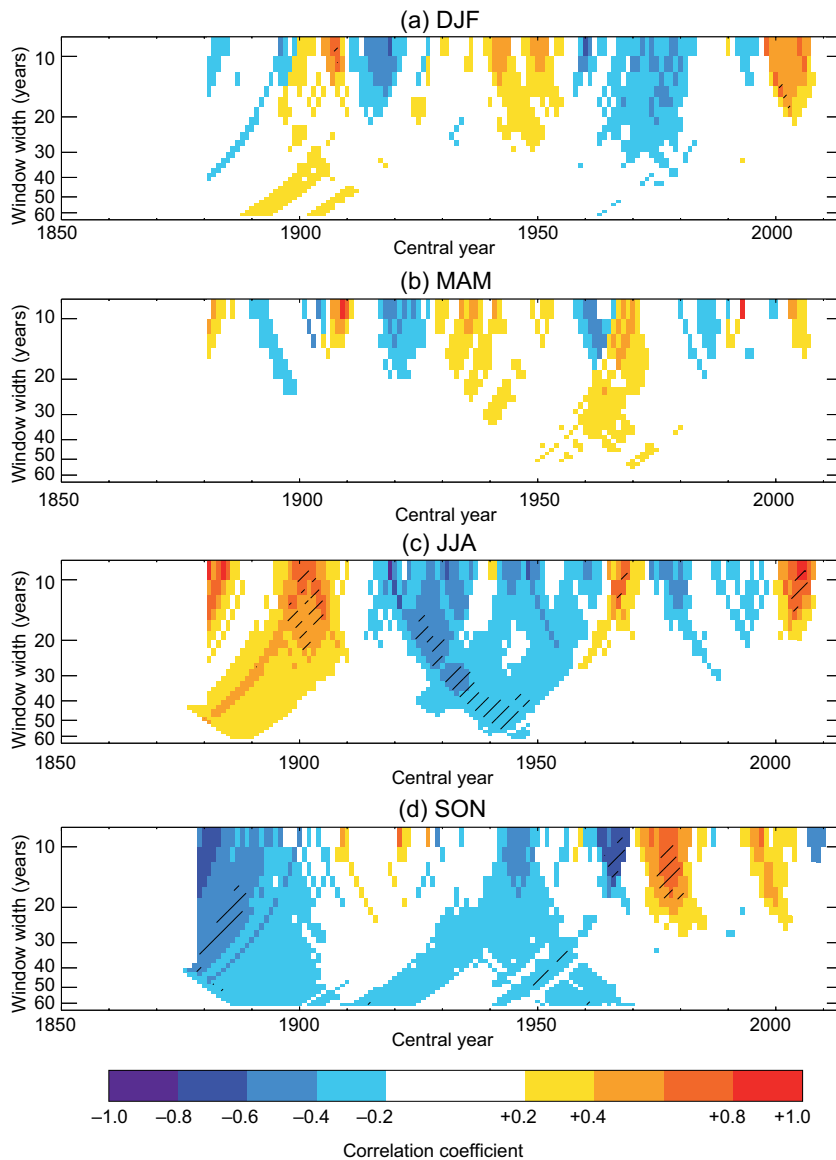 (a) DJF
Window width (years)
10
20
30
40
50
60
1850
1900
1950
2000
Central year
(b) MAM
Window width (years)
10
20
30
40
50
60
1850
1900
1950
2000
Central year
(c) JJA
Window width (years)
10
20
30
40
50
60
1850
1900
1950
2000
Central year
(d) SON
Window width (years)
10
20
30
40
50
60
1850
1900
1950
2000
Central year
–1.0 –0.8 –0.6 –0.4 –0.2 +0.2 +0.4 +0.8 +1.0
Correlation coefficient